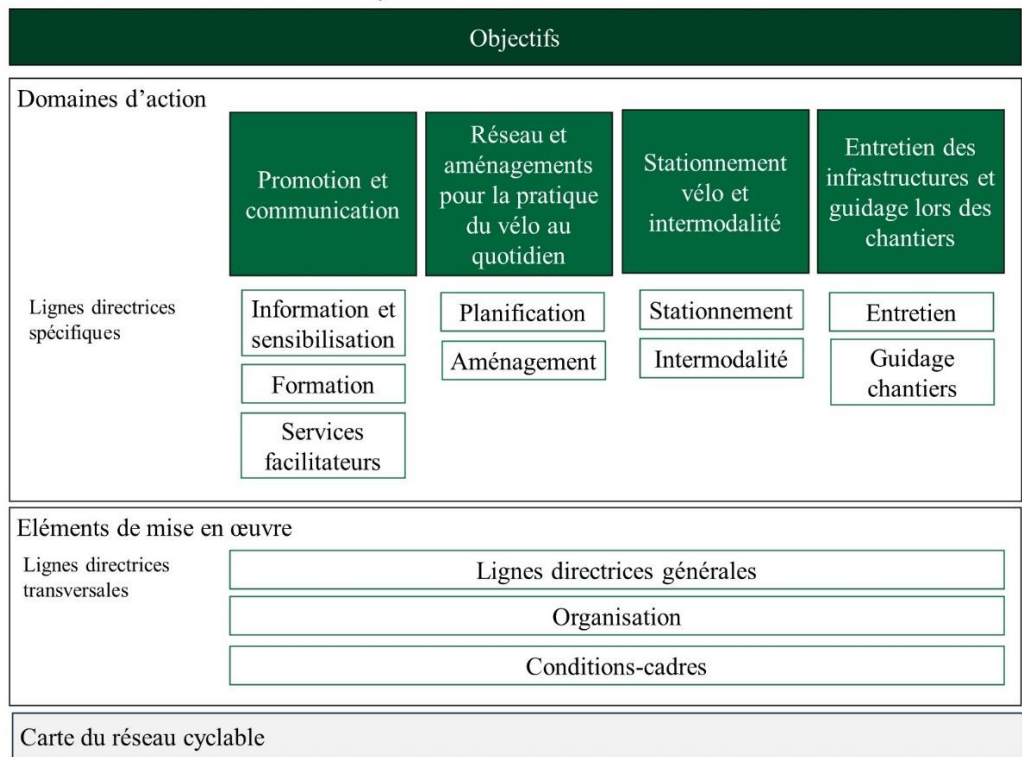 Objectifs
Domaines d’action
Promotion et
communication
Réseau et
aménagements
pour la pratique
du vélo au
quotidien
Stationnement
vélo et
intermodalité
Entretien des
infrastructures et
guidage lors des
chantiers
Lignes directrices
spécifiques
Information et
sensibilisation
Formation
Services
facilitateurs
Planification
Aménagement
Stationnement
Intermodalité
Entretien
Guidage
chantiers
Eléments de mise en œuvre
Lignes directrices
transversales
Lignes directrices générales
Organisation
Conditions-cadres
Carte du réseau cyclable